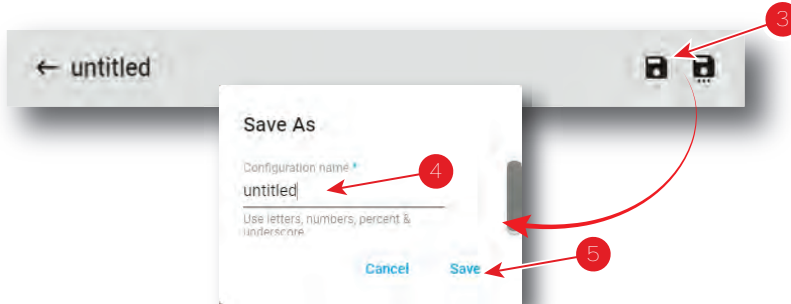 3
← untitled
Save As
Configuration name *
4
untitled
Use letters, numbers, percent &
underscore.
5
Cancel Save